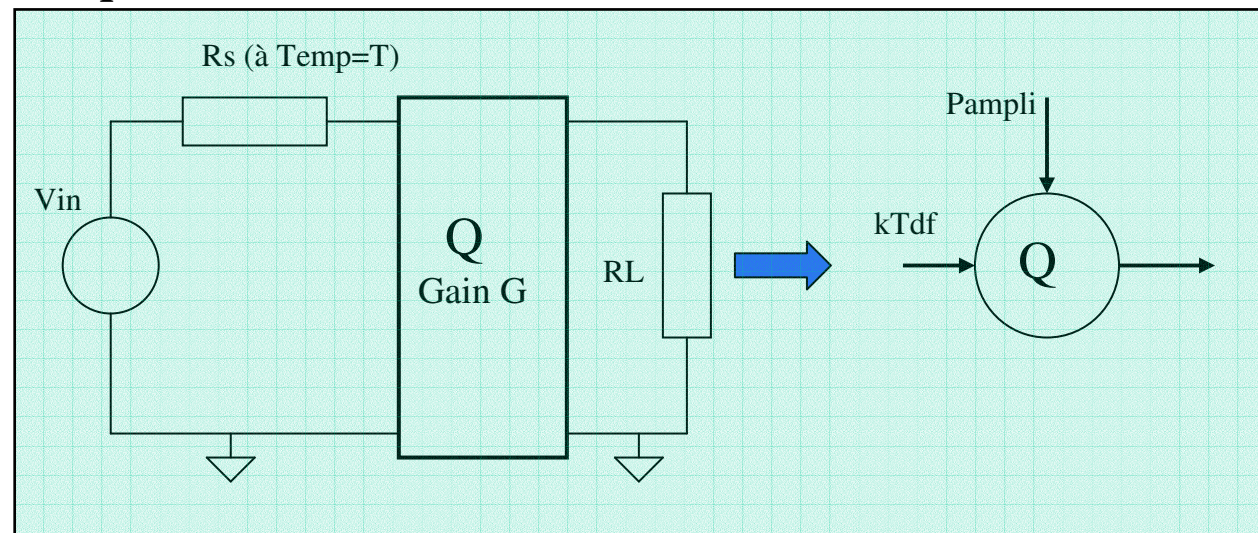 Rs (à Temp=T)
Vin
Q
Gain G
RL
Pampli
kTdf
Q